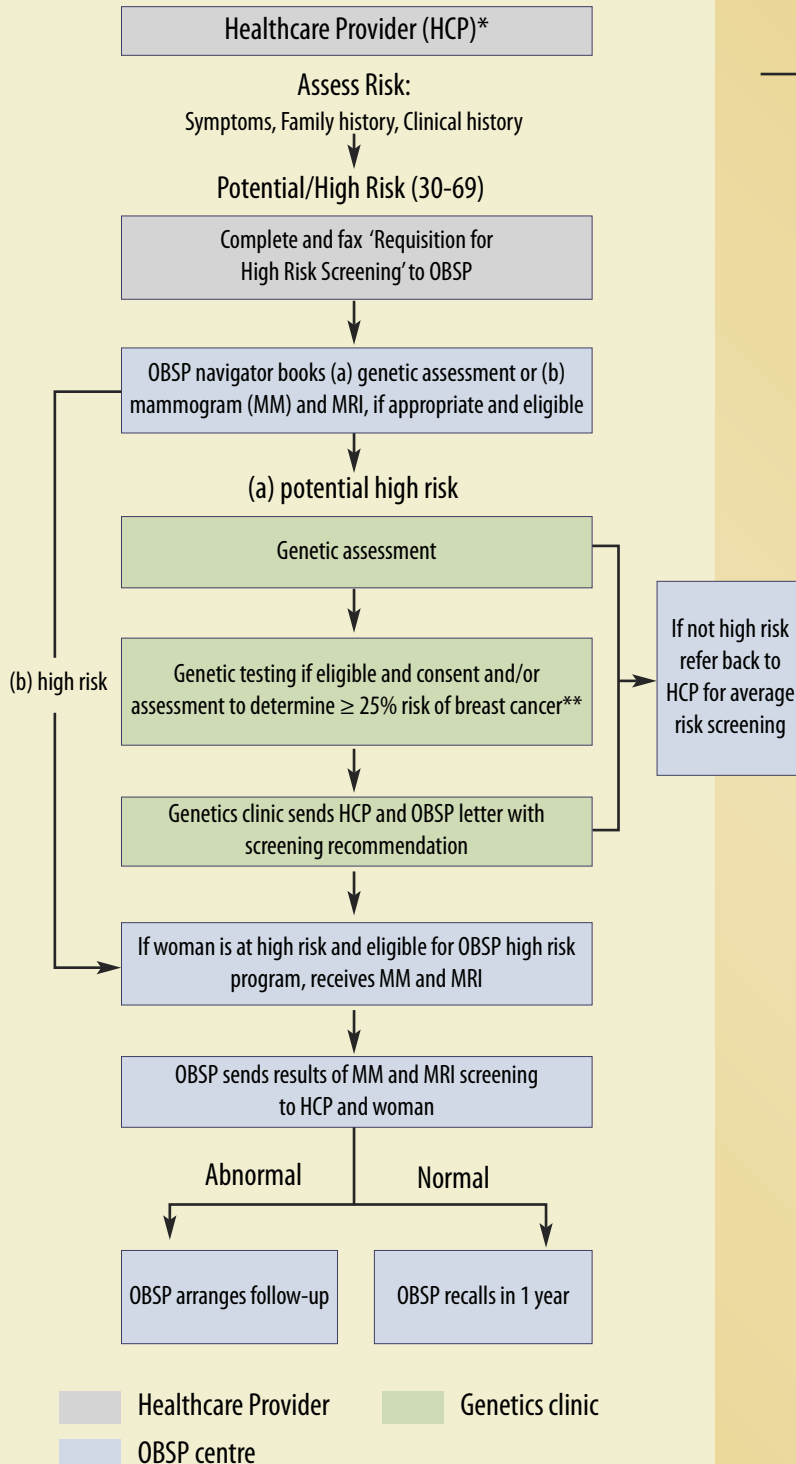 Healthcare Provider (HCP)*
Assess Risk:
Symptoms, Family history, Clinical history
Potential/High Risk (30-69)
Complete and fax ‘Requisition for
High Risk Screening’ to OBSP
OBSP navigator books (a) genetic assessment or (b)
mammogram (MM) and MRI, if appropriate and eligible
(a) potential high risk
Genetic assessment
(b) high risk
Genetic testing if eligible and consent and/or
assessment to determine ≥ 25% risk of breast cancer**
If not high risk
refer back to
HCP for average
risk screening
Genetics clinic sends HCP and OBSP letter with
screening recommendation
If woman is at high risk and eligible for OBSP high risk
program, receives MM and MRI
OBSP sends results of MM and MRI screening
to HCP and woman
Abnormal
Normal
OBSP arranges follow-up
OBSP recalls in 1 year
Healthcare Provider
Genetics clinic
OBSP centre